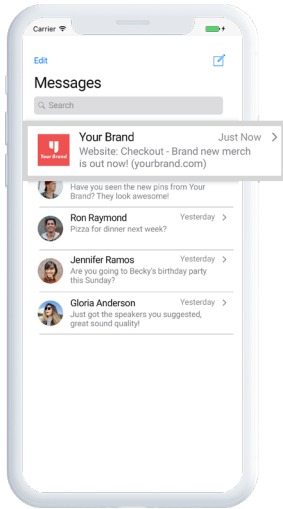 Carrier
Edit
Messages
Search
Your Brand Just Now
Website: Checkout - Brand new merch
is out now! (yourbrand.com)
Your Brand
Have you seen the new pins from Your
Brand? They look awesome!
Ron Raymond Yesterday
Pizza for dinner next week?
Jennifer Ramos Yesterday
Are you going to Becky's birthday party
this Sunday?
Gloria Anderson Yesterday
Just got the speakers you suggested,
great sound quality!